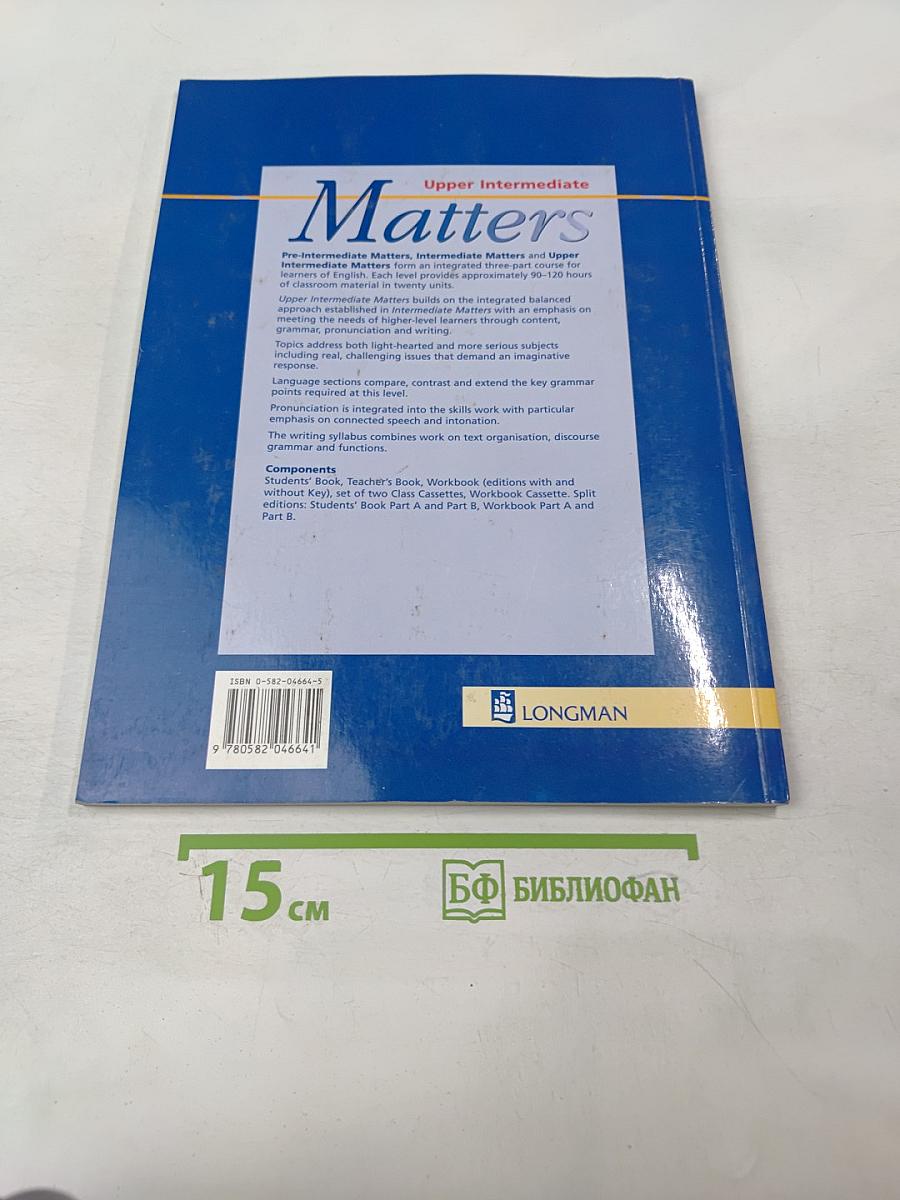 Upper Intermediate
Matters
Pre-Intermediate Matters, Intermediate Matters and Upper
Intermediate Matters form an integrated three-part course for
learners of English. Each level provides approximately 90–120 hours
of classroom material in twenty units.
Upper Intermediate Matters builds on the integrated balanced
approach established in Intermediate Matters with an emphasis on
meeting the needs of higher-level learners through content,
grammar, pronunciation and writing.
Topics address both light-hearted and more serious subjects
including real, challenging issues that demand an imaginative
response.
Language sections compare, contrast and extend the key grammar
points required at this level.
Pronunciation is integrated into the skills work with particular
emphasis on connected speech and intonation.
The writing syllabus combines work on text organisation, discourse
grammar and functions.
Components
Students' Book, Teacher's Book, Workbook (editions with and
without Key), set of two Class Cassettes, Workbook Cassette. Split
editions: Students' Book Part A and Part B, Workbook Part A and
Part B.
ISBN 0-582-04664-5
9 780582 046641
LONGMAN
15 см
БФ БИБЛИОФАН